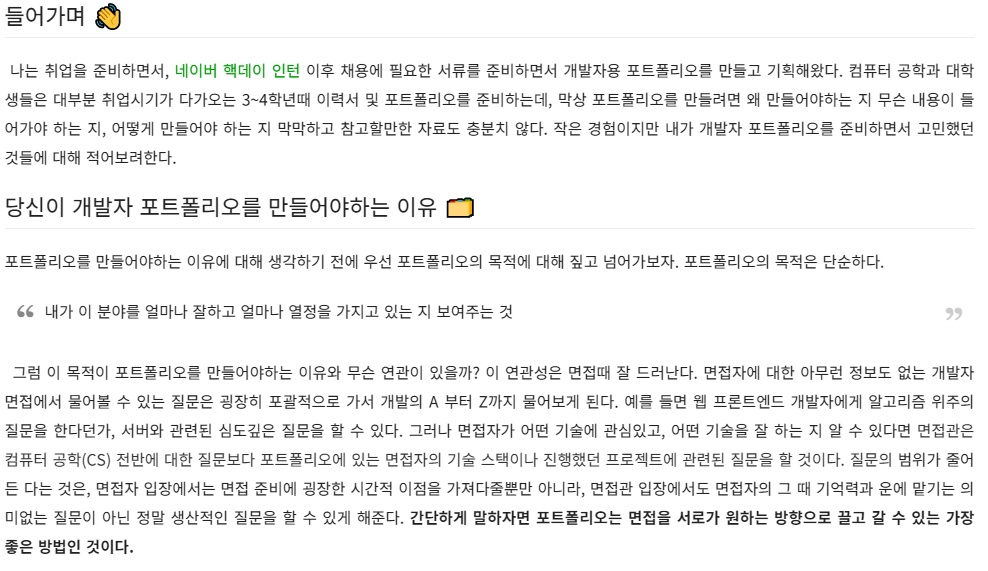 들어가며 👋
나는 취업을 준비하면서, 네이버 핵데이 인턴 이후 채용에 필요한 서류를 준비하면서 개발자용 포트폴리오를 만들고 기획해왔다. 컴퓨터 공학과 대학
생들은 대부분 취업시기가 다가오는 3~4학년때 이력서 및 포트폴리오를 준비하는데, 막상 포트폴리오를 만들려면 왜 만들어야하는 지 무슨 내용이 들
어가야 하는 지, 어떻게 만들어야 하는 지 막막하고 참고할만한 자료도 충분치 않다. 작은 경험이지만 내가 개발자 포트폴리오를 준비하면서 고민했던
것들에 대해 적어보려한다.
당신이 개발자 포트폴리오를 만들어야하는 이유 🗂️
포트폴리오를 만들어야하는 이유에 대해 생각하기 전에 우선 포트폴리오의 목적에 대해 짚고 넘어가보자. 포트폴리오의 목적은 단순하다.
“ 내가 이 분야를 얼마나 잘하고 얼마나 열정을 가지고 있는 지 보여주는 것 ”
그럼 이 목적이 포트폴리오를 만들어야하는 이유와 무슨 연관이 있을까? 이 연관성은 면접때 잘 드러난다. 면접자에 대한 아무런 정보도 없는 개발자
면접에서 물어볼 수 있는 질문은 굉장히 포괄적으로 가서 개발의 A 부터 Z까지 물어보게 된다. 예를 들면 웹 프론트엔드 개발자에게 알고리즘 위주의
질문을 한다던가, 서버와 관련된 심도깊은 질문을 할 수 있다. 그러나 면접자가 어떤 기술에 관심있고, 어떤 기술을 잘 하는 지 알 수 있다면 면접관은
컴퓨터 공학(CS) 전반에 대한 질문보다 포트폴리오에 있는 면접자의 기술 스택이나 진행했던 프로젝트에 관련된 질문을 할 것이다. 질문의 범위가 줄어
든 다는 것은, 면접자 입장에서는 면접 준비에 굉장한 시간적 이점을 가져다줄뿐만 아니라, 면접관 입장에서도 면접자의 그 때 기억력과 운에 맡기는 의
미없는 질문이 아닌 정말 생산적인 질문을 할 수 있게 해준다. 간단하게 말하자면 포트폴리오는 면접을 서로가 원하는 방향으로 끌고 갈 수 있는 가장
좋은 방법인 것이다.